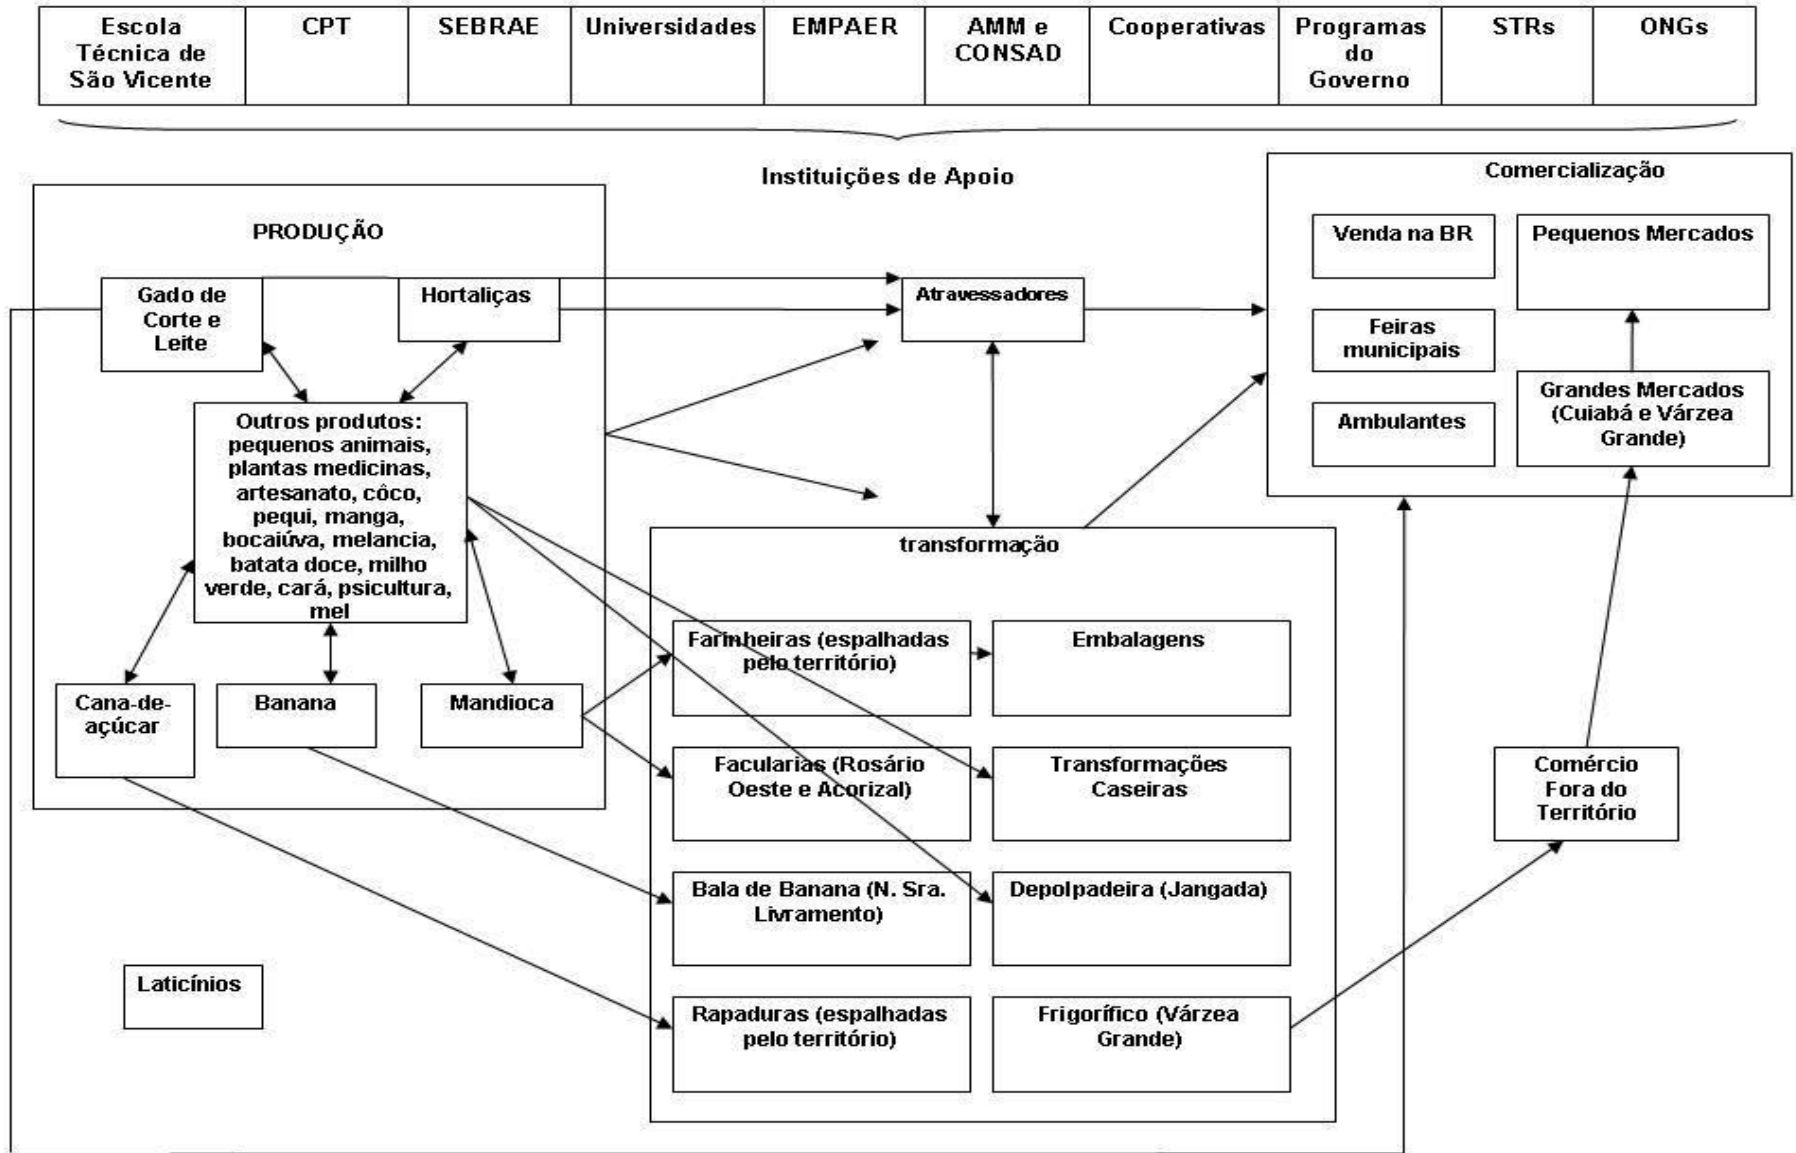 Escola
Técnica de
São Vicente
CPT
SEBRAE
Universidades
EMPAER
AMM e
CONSAD
Cooperativas
Programas
do
Governo
STRs
ONGs
Instituições de Apoio
PRODUÇÃO
Gado de
Corte e
Leite
Hortaliças
Outros produtos:
pequenos animais,
plantas medicinas,
artesanato, côco,
pequi, manga,
bocaiúva, melancia,
batata doce, milho
verde, cará, psicultura,
mel
Cana-de-
açúcar
Banana
Mandioca
Laticínios
Atravessadores
transformação
Farinheiras (espalhadas
pelo território)
Embalagens
Facularias (Rosário
Oeste e Acorizal)
Transformações
Caseiras
Bala de Banana (N. Sra.
Livramento)
Depolpadeira (Jangada)
Rapaduras (espalhadas
pelo território)
Frigorífico (Várzea
Grande)
Comercialização
Venda na BR
Pequenos Mercados
Feiras
municipais
Grandes Mercados
(Cuiabá e Várzea
Grande)
Ambulantes
Comércio
Fora do
Território